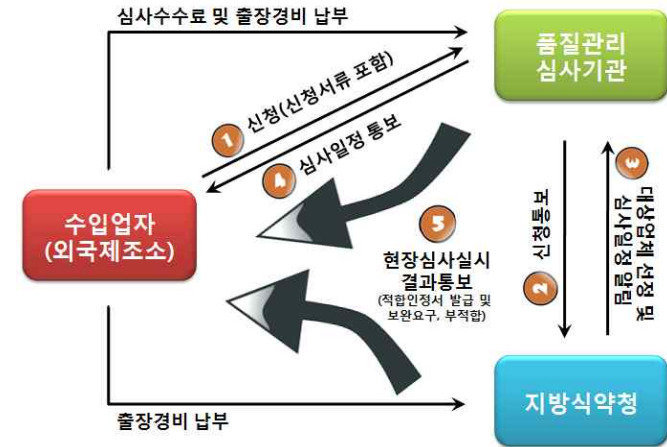 심사수수료 및 출장경비 납부
품질관리
심사기관
1 신청(신청서류 포함)
4 심사일정 통보
수입업자
(외국제조소)
5
현장심사실시
결과통보
(적합인정서 발급 및
보완요구, 부적합)
2 신청통보
3 대상업체 선정 및
심사일정 알림
지방식약청
출장경비 납부